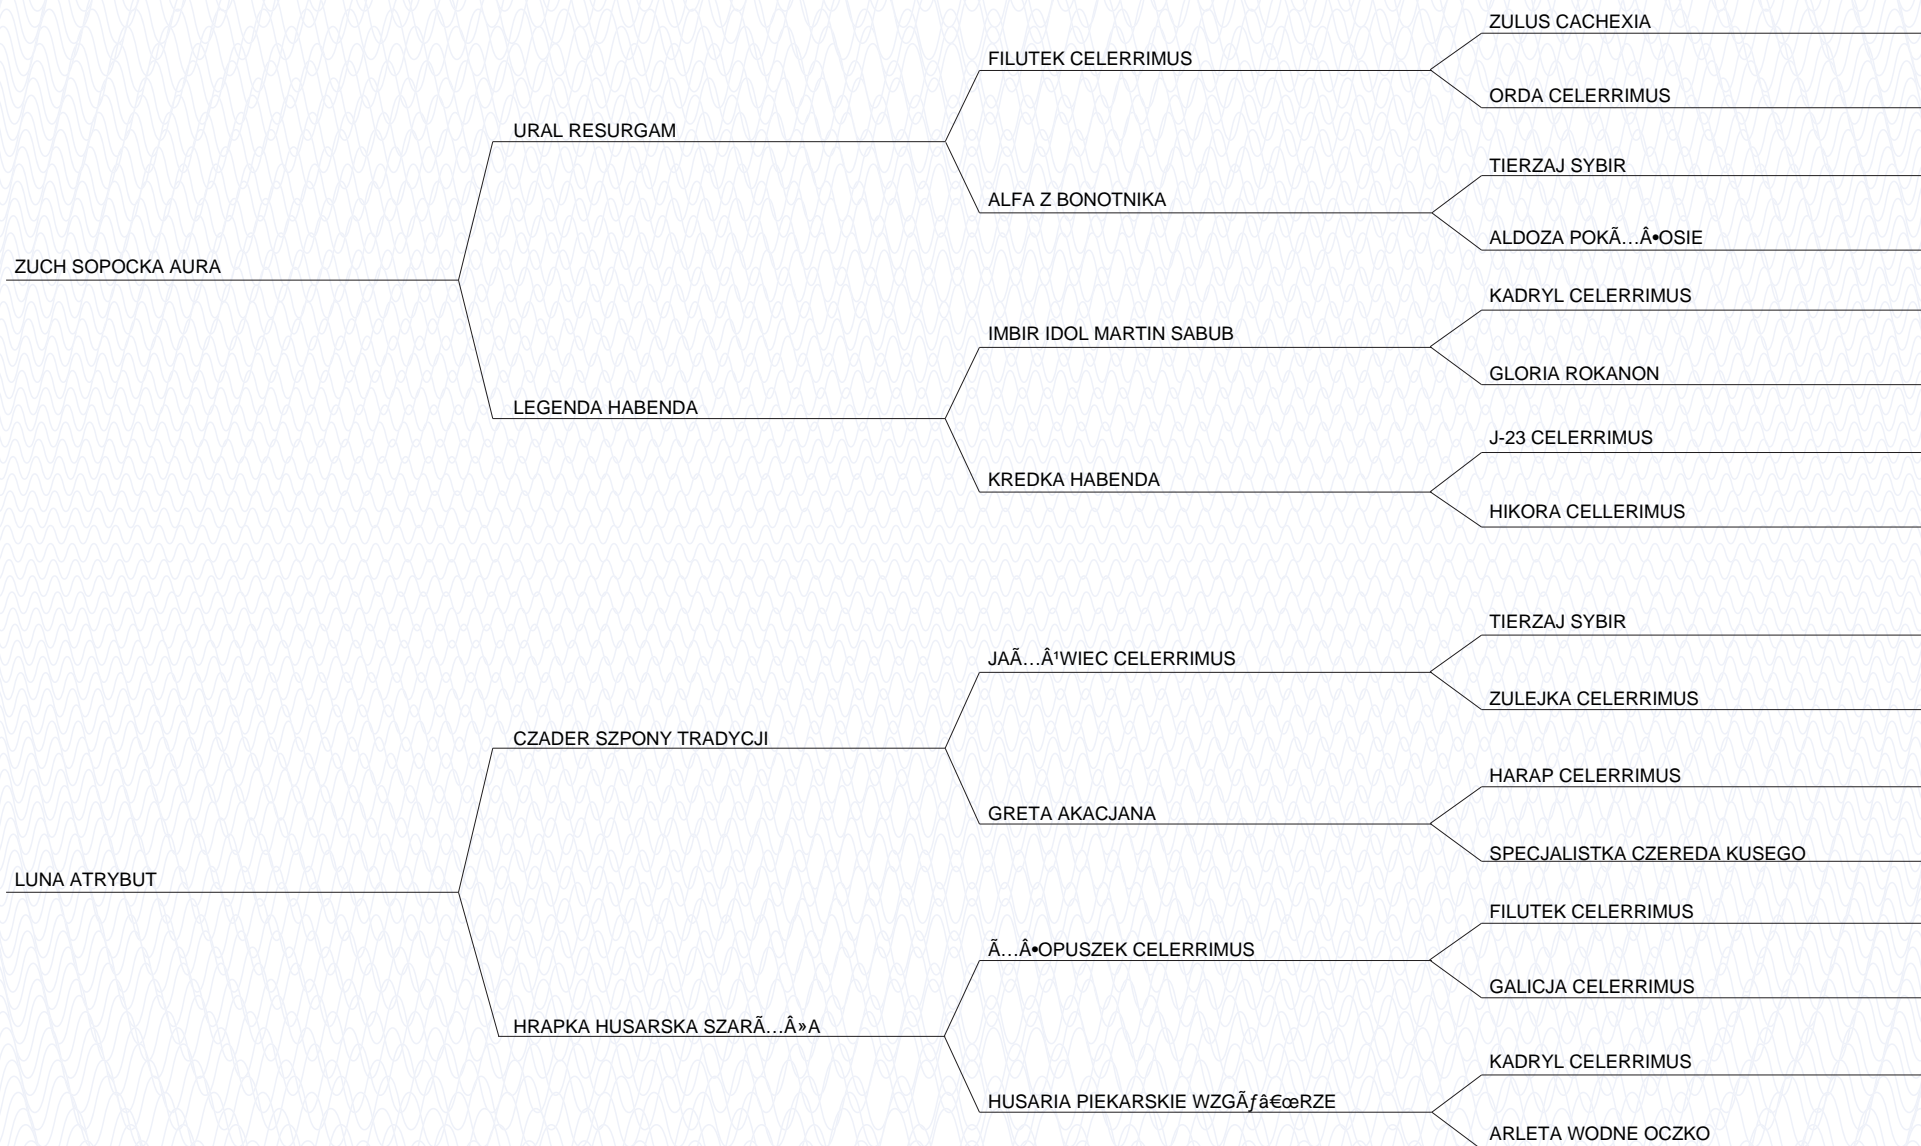 ZULUS CACHEXIA
FILUTEK CELERRIMUS
ORDA CELERRIMUS
URAL RESURGAM
TIERZAJ SYBIR
ALFA Z BONOTNIKA
ALDOZA POKÃ…Â•OSIE
ZUCH SOPOCKA AURA
KADRYL CELERRIMUS
IMBIR IDOL MARTIN SABUB
GLORIA ROKANON
LEGENDA HABENDA
J-23 CELERRIMUS
KREDKA HABENDA
HIKORA CELLERIMUS
TIERZAJ SYBIR
JAÃ…Â¹WIEC CELERRIMUS
ZULEJKA CELERRIMUS
CZADER SZPONY TRADYCJI
HARAP CELERRIMUS
GRETA AKACJANA
SPECJALISTKA CZEREDA KUSEGO
LUNA ATRYBUT
FILUTEK CELERRIMUS
Ã…Â•OPUSZEK CELERRIMUS
GALICJA CELERRIMUS
HRAPKA HUSARSKA SZARÃ…Â»A
KADRYL CELERRIMUS
HUSARIA PIEKARSKIE WZGÃƒâ€œRZE
ARLETA WODNE OCZKO